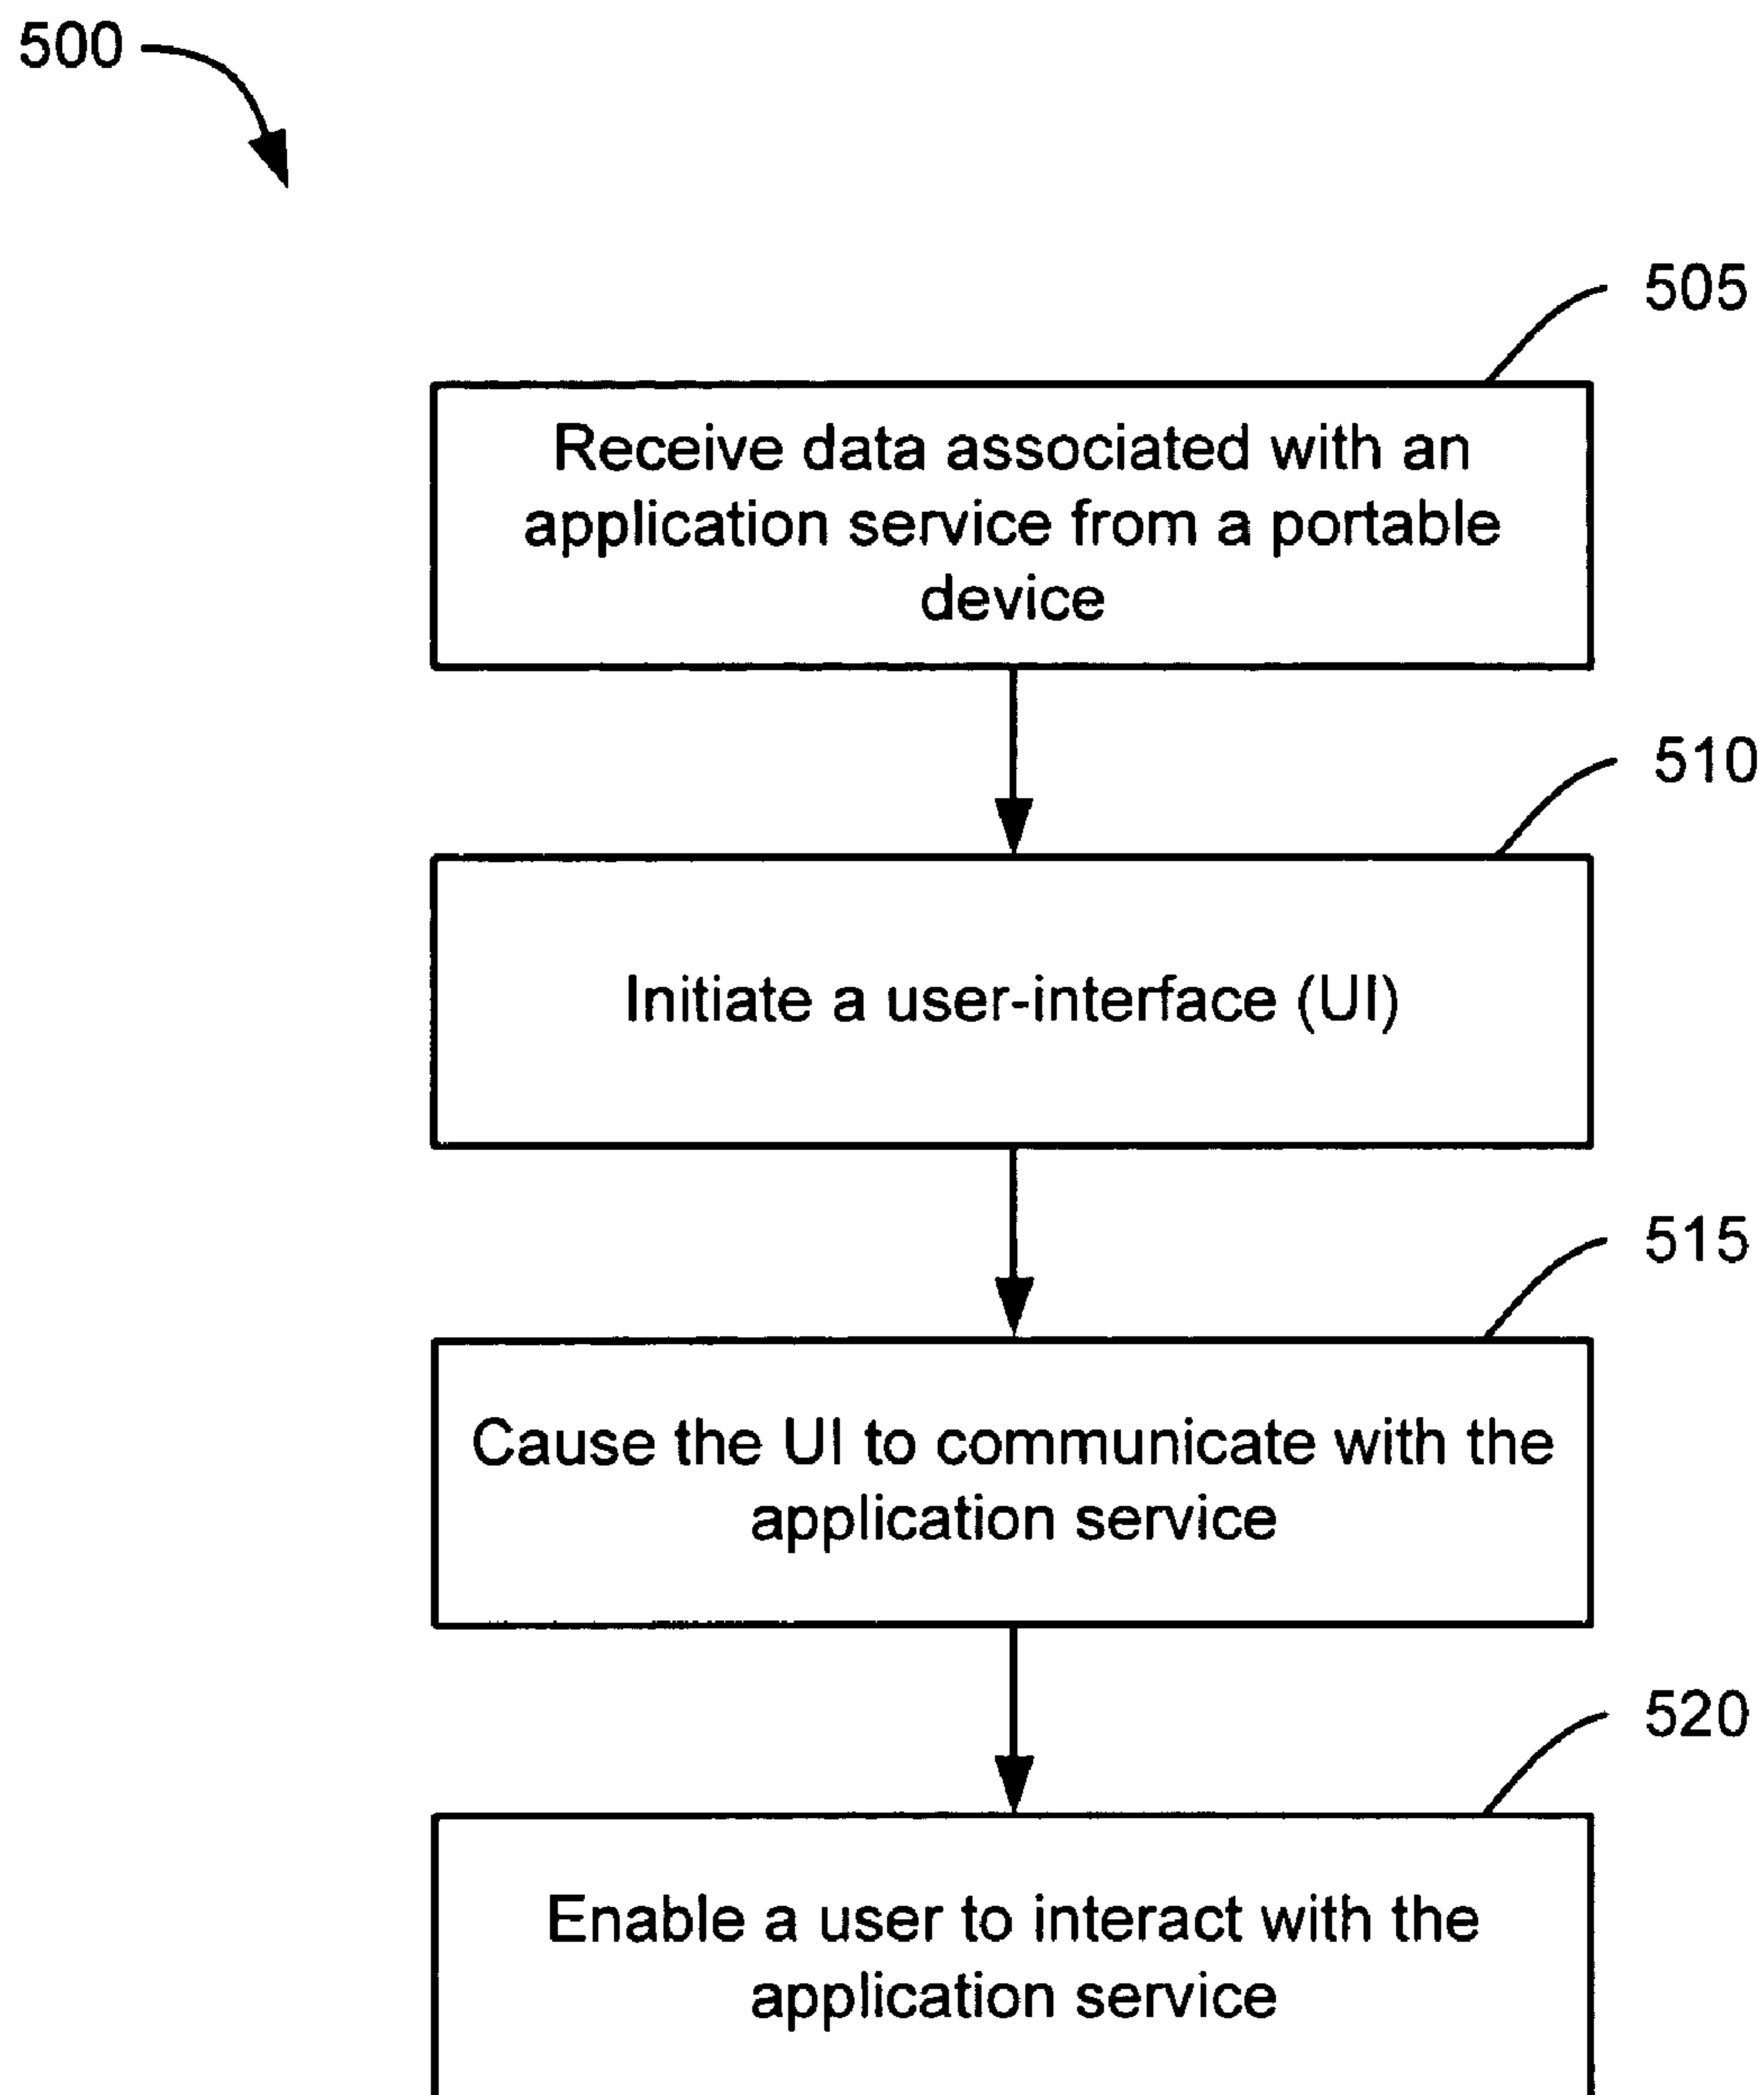 500
505
Receive data associated with an
application service from a portable
device
510
Initiate a user-interface (UI)
515
Cause the UI to communicate with the
application service
520
Enable a user to interact with the
application service